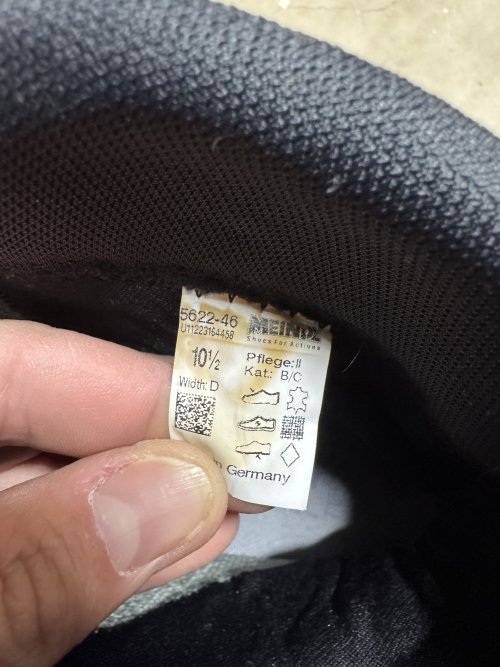 5622-46
U11223164458
MEINDL
Shoes For Actives
10½
Width: D
Pflege: II
Kat.: B/C
Germany